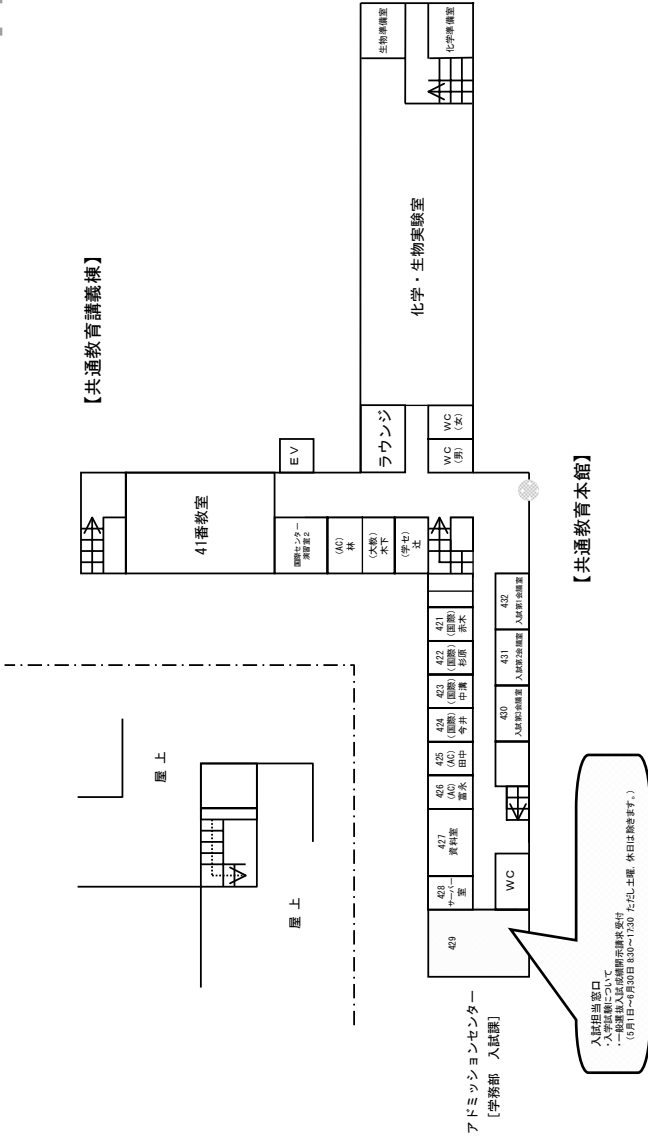 生物準備室
化学準備室
化学・生物実験室
【共通教育講義棟】
ラウンジ
WC
(女)
WC
(男)
EV
41番教室
国際センター
演習室2
(AC)
林
(大教)
木下
(学セ)
辻
【共通教育本館】
421
(国際)
赤木
422
(国際)
杉原
423
(国際)
中溝
424
(国際)
今井
425
(AC)
田中
426
(AC)
富永
427
資料室
428
サーバー
室
429
432
入試第1会議室
431
入試第2会議室
430
入試第3会議室
WC
屋上
屋上
アドミッションセンター
[学務部 入試課]
入試担当窓口
・入学試験について
・一般選抜入試成績開示請求受付
(5月1日~6月30日 8:30~17:30 ただし土曜, 休日は除きます。)